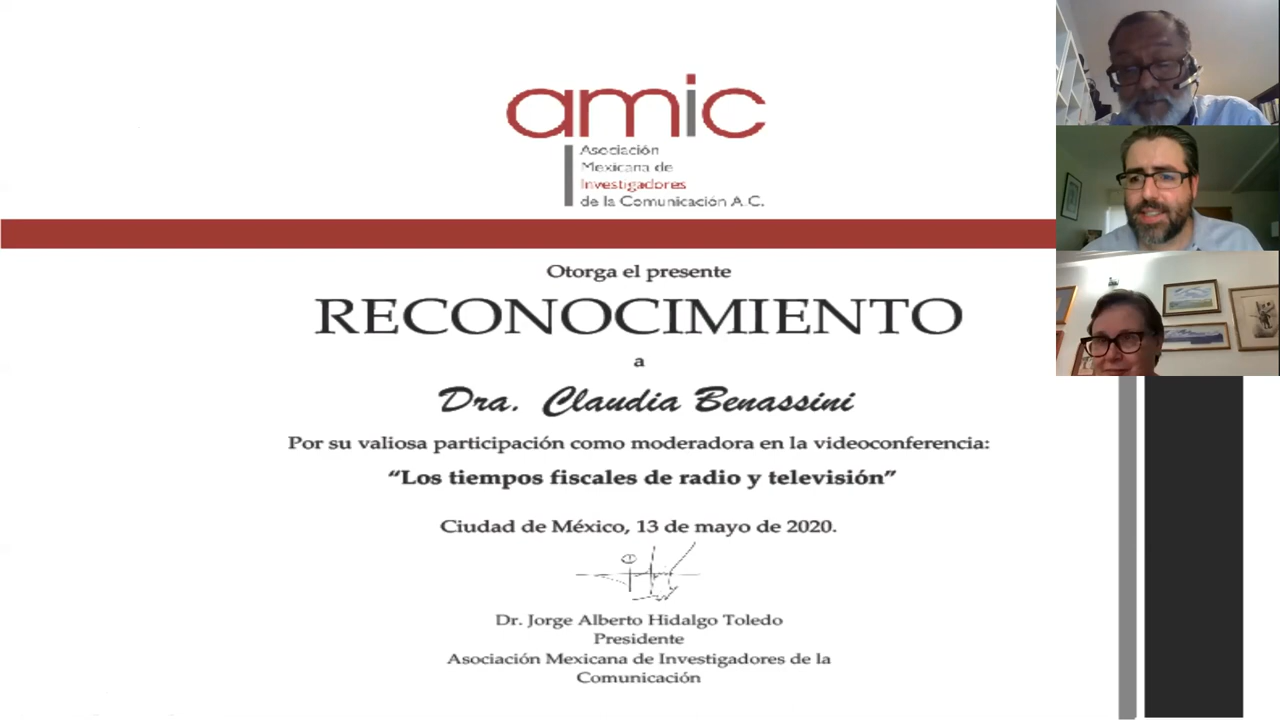 amic
Asociación
Mexicana de
Investigadores
de la Comunicación A.C.
Otorga el presente
RECONOCIMIENTO
a
Dra. Claudia Benassini
Por su valiosa participación como moderadora en la videoconferencia:
“Los tiempos fiscales de radio y televisión”
Ciudad de México, 13 de mayo de 2020.
Dr. Jorge Alberto Hidalgo Toledo
Presidente
Asociación Mexicana de Investigadores de la
Comunicación